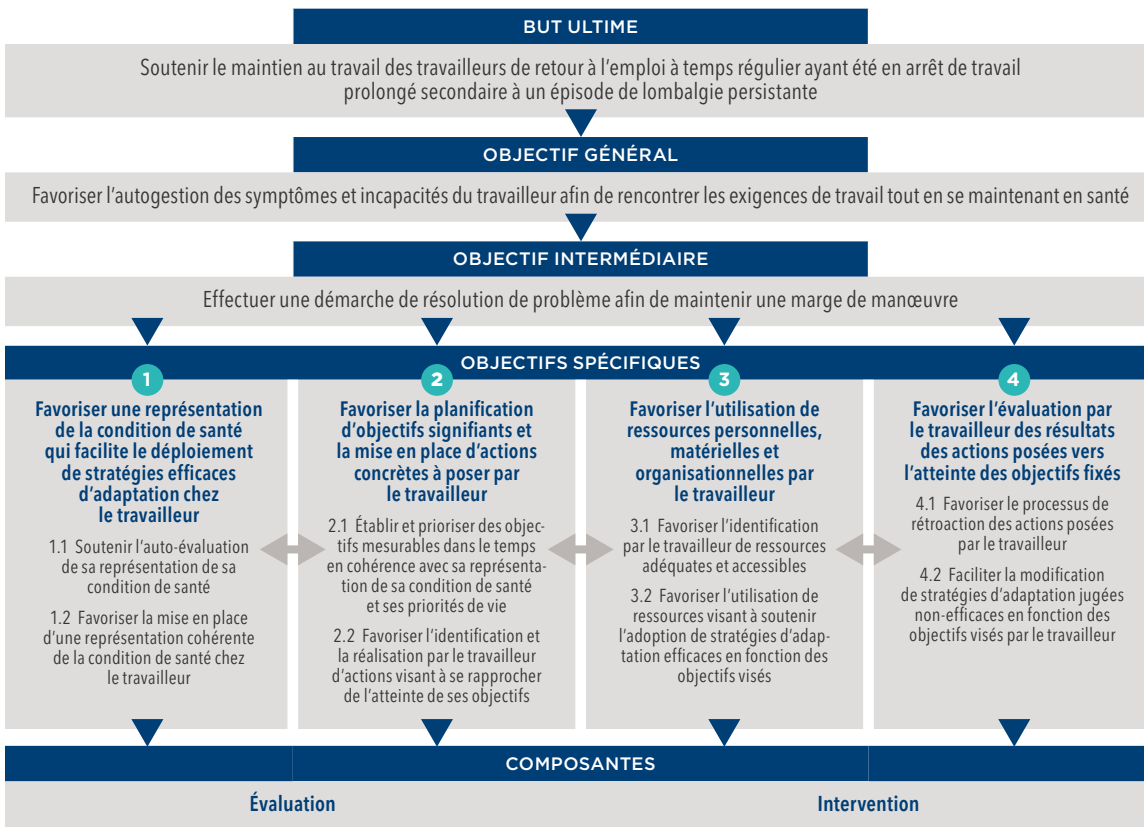 BUT ULTIME
Soutenir le maintien au travail des travailleurs de retour à l'emploi à temps régulier ayant été en arrêt de travail
prolongé secondaire à un épisode de lombalgie persistante
OBJECTIF GÉNÉRAL
Favoriser l'autogestion des symptômes et incapacités du travailleur afin de rencontrer les exigences de travail tout en se maintenant en santé
OBJECTIF INTERMÉDIAIRE
Effectuer une démarche de résolution de problème afin de maintenir une marge de manœuvre
OBJECTIFS SPÉCIFIQUES
1
Favoriser une représentation
de la condition de santé
qui facilite le déploiement
de stratégies efficaces
d'adaptation chez
le travailleur
1.1 Soutenir l'auto-évaluation
de sa représentation de sa
condition de santé
1.2 Favoriser la mise en place
d'une représentation cohérente
de la condition de santé chez
le travailleur
2
Favoriser la planification
d'objectifs signifiants et
la mise en place d'actions
concrètes à poser par
le travailleur
2.1 Établir et prioriser des objec-
tifs mesurables dans le temps
en cohérence avec sa représenta-
tion de sa condition de santé
et ses priorités de vie
2.2 Favoriser l'identification et
la réalisation par le travailleur
d'actions visant à se rapprocher
de l'atteinte de ses objectifs
3
Favoriser l'utilisation de
ressources personnelles,
matérielles et
organisationnelles par
le travailleur
3.1 Favoriser l'identification
par le travailleur de ressources
adéquates et accessibles
3.2 Favoriser l'utilisation de
ressources visant à soutenir
l'adoption de stratégies d'adap-
tation efficaces en fonction des
objectifs visés
4
Favoriser l'évaluation par
le travailleur des résultats
des actions posées vers
l'atteinte des objectifs fixés
4.1 Favoriser le processus de
rétroaction des actions posées
par le travailleur
4.2 Faciliter la modification
de stratégies d'adaptation jugées
non-efficaces en fonction des
objectifs visés par le travailleur
COMPOSANTES
Évaluation
Intervention